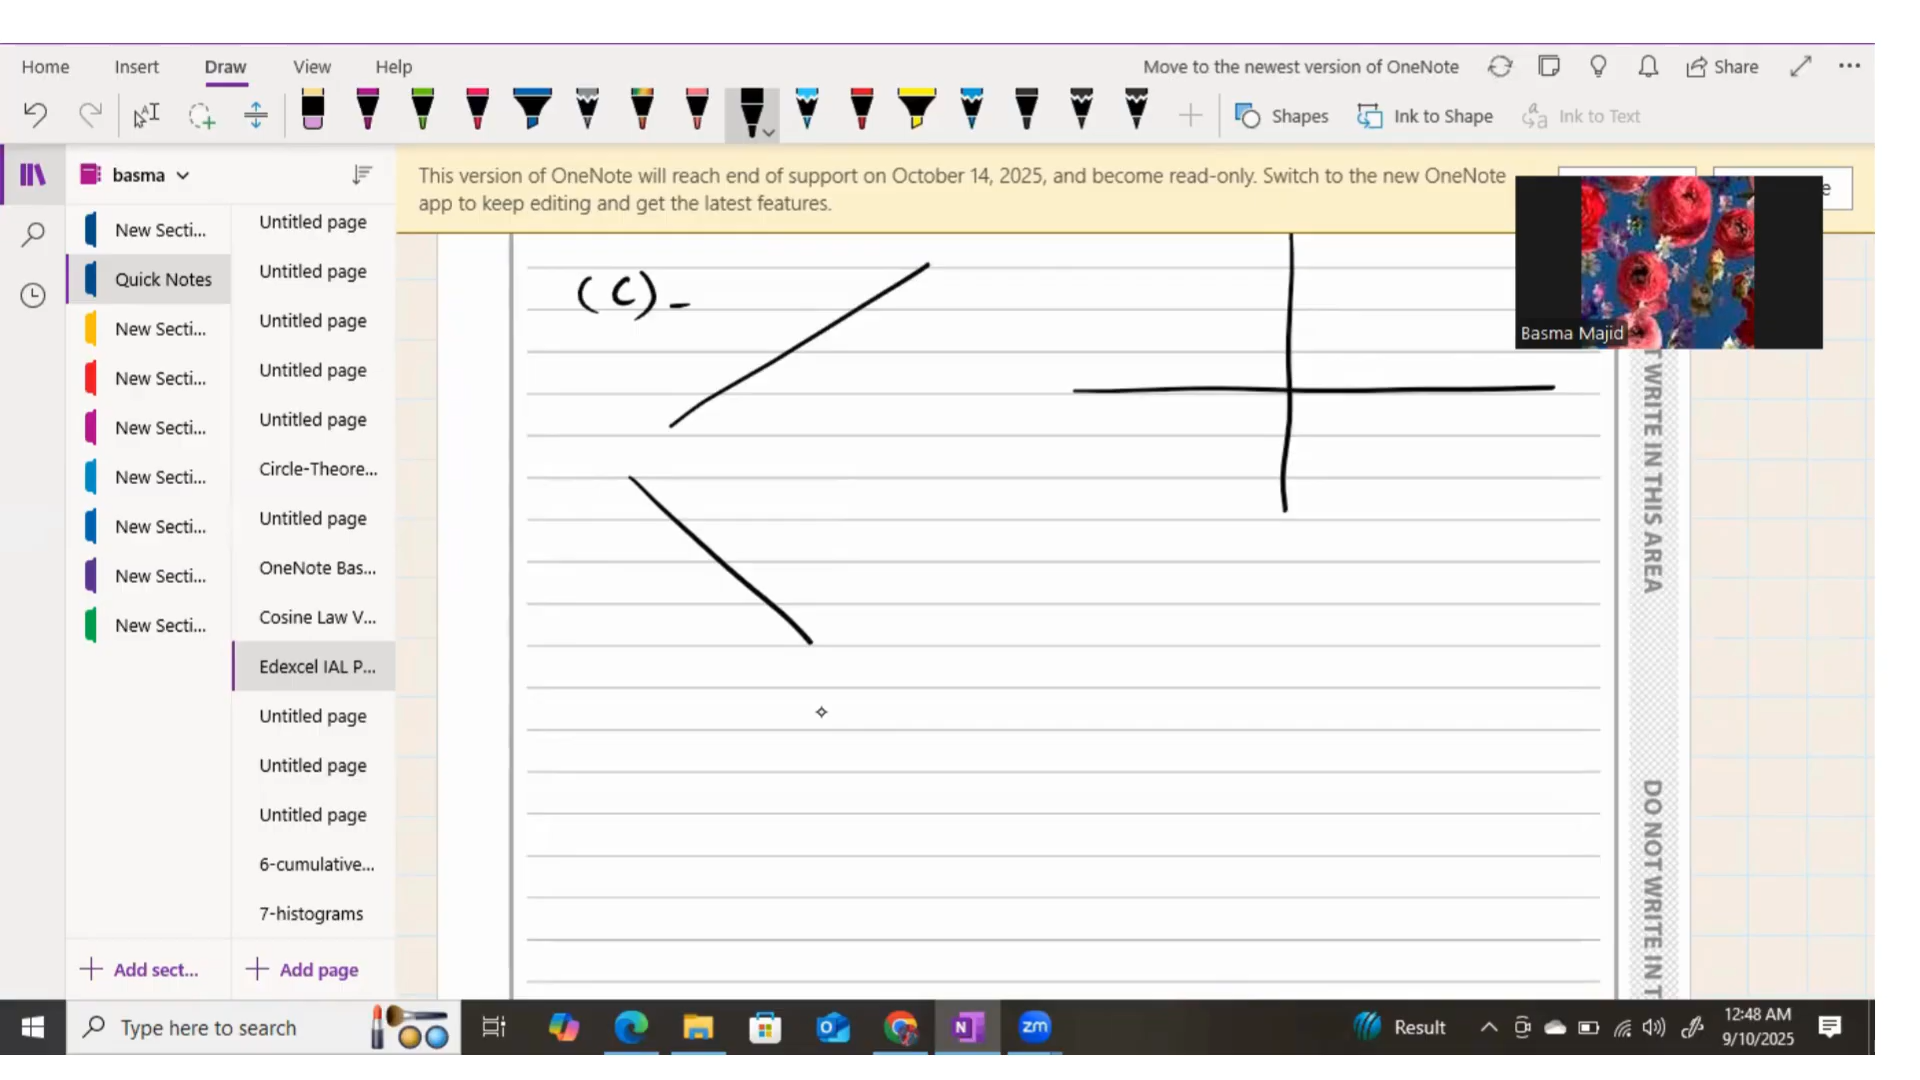 Home Insert Draw View Help Move to the newest version of OneNote Share
Shapes Ink to Shape Ink to Text
basma
This version of OneNote will reach end of support on October 14, 2025, and become read-only. Switch to the new OneNote
app to keep editing and get the latest features.
New Secti...
Quick Notes
New Secti...
New Secti...
New Secti...
New Secti...
New Secti...
New Secti...
New Secti...
Untitled page
Untitled page
Untitled page
Untitled page
Untitled page
Circle-Theore...
Untitled page
OneNote Bas...
Cosine Law V...
Edexcel IAL P...
Untitled page
Untitled page
Untitled page
6-cumulative...
7-histograms
Add sect...
Add page
(C) -
Basma Majid
WRITE IN THIS AREA
DO NOT WRITE IN T
Type here to search
zm
Result
12:48 AM
9/10/2025